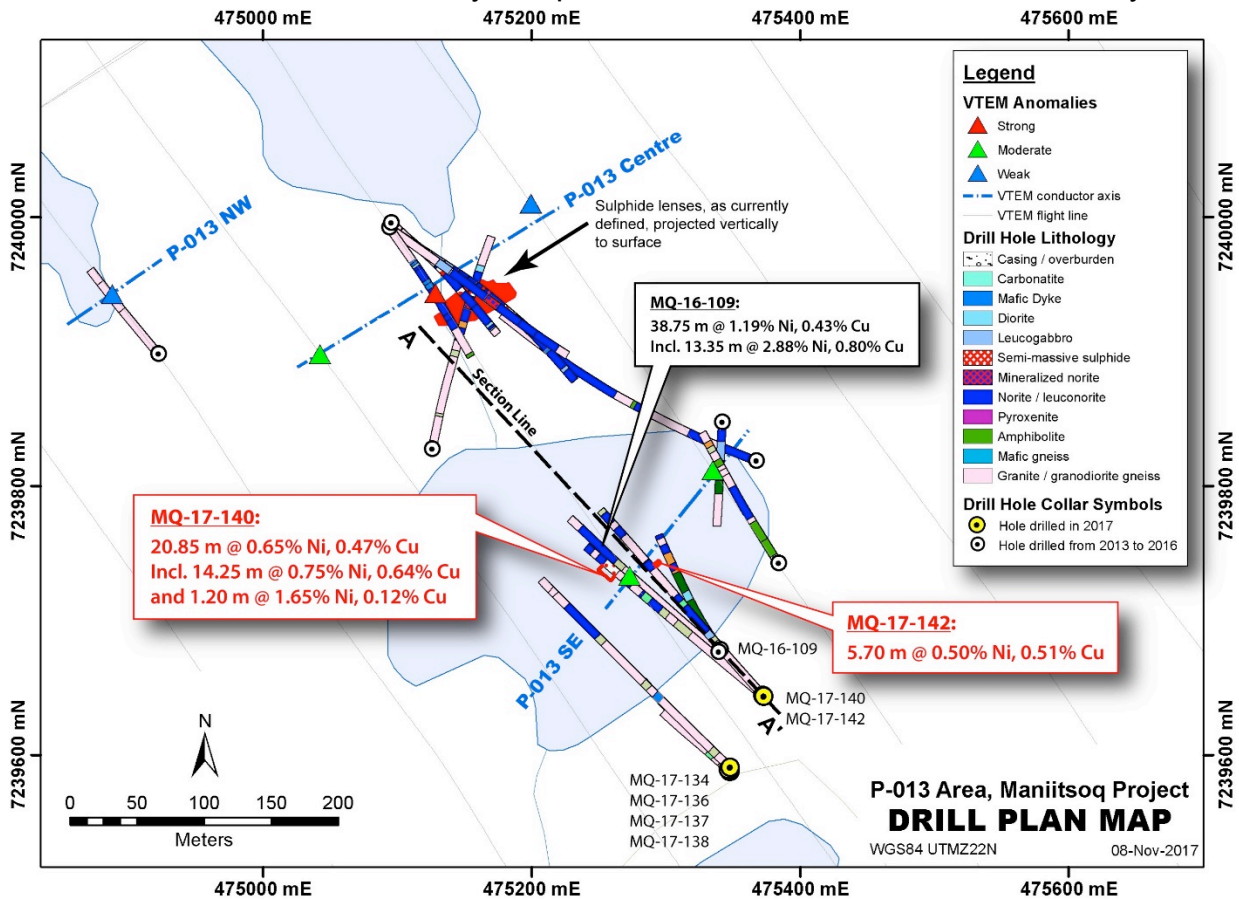 475000 mE
475200 mE
475400 mE
475600 mE
7240000 mN
7239800 mN
7239600 mN
7240000 mN
7239800 mN
7239600 mN
P-013 NW
P-013 Centre
Sulphide lenses, as currently
defined, projected vertically
to surface
A
Section Line
MQ-16-109:
38.75 m @ 1.19% Ni, 0.43% Cu
Incl. 13.35 m @ 2.88% Ni, 0.80% Cu
MQ-17-140:
20.85 m @ 0.65% Ni, 0.47% Cu
Incl. 14.25 m @ 0.75% Ni, 0.64% Cu
and 1.20 m @ 1.65% Ni, 0.12% Cu
MQ-17-142:
5.70 m @ 0.50% Ni, 0.51% Cu
P-013 SE
MQ-16-109
MQ-17-140
MQ-17-142
A'
MQ-17-134
MQ-17-136
MQ-17-137
MQ-17-138
Legend
VTEM Anomalies
Strong
Moderate
Weak
VTEM conductor axis
VTEM flight line
Drill Hole Lithology
Casing / overburden
Carbonatite
Mafic Dyke
Diorite
Leucogabbro
Semi-massive sulphide
Mineralized norite
Norite / leuconorite
Pyroxenite
Amphibolite
Mafic gneiss
Granite / granodiorite gneiss
Drill Hole Collar Symbols
Hole drilled in 2017
Hole drilled from 2013 to 2016
N
0 50 100 150 200
Meters
P-013 Area, Maniitsoq Project
DRILL PLAN MAP
WGS84 UTMZ22N 08-Nov-2017
475000 mE
475200 mE
475400 mE
475600 mE